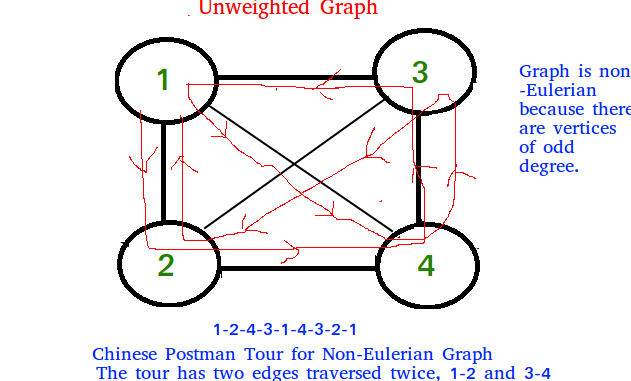 Unweighted Graph
1
3
Graph is non
-Eulerian
because there
are vertices
of odd
degree.
2
4
1-2-4-3-1-4-3-2-1
Chinese Postman Tour for Non-Eulerian Graph
The tour has two edges traversed twice, 1-2 and 3-4